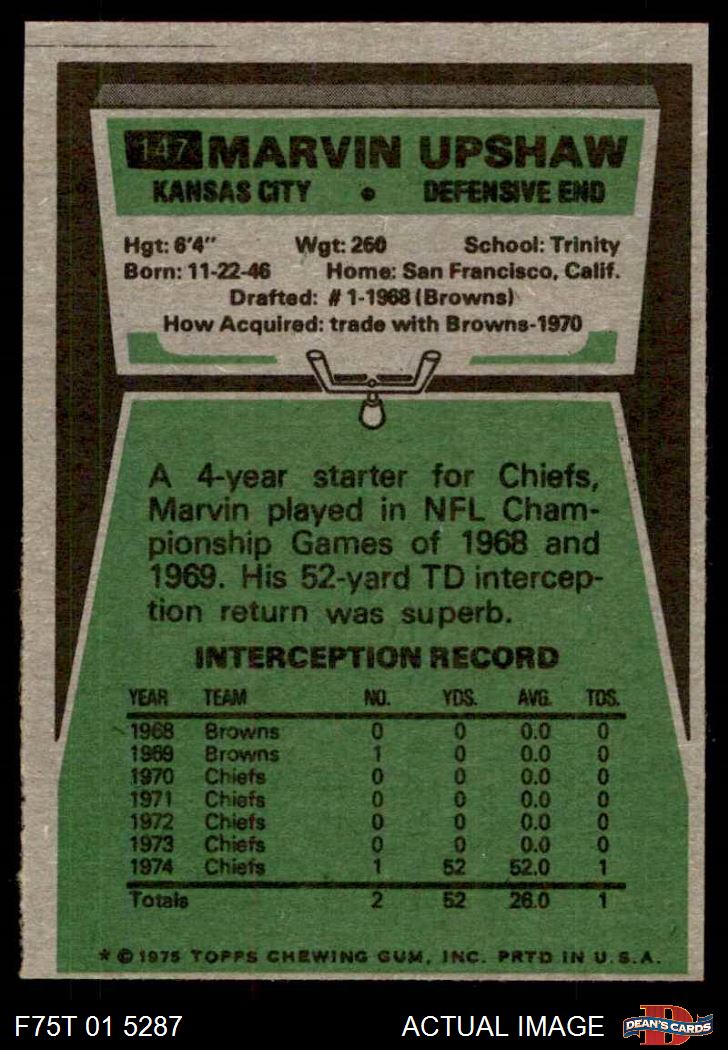 147 MARVIN UPSHAW
KANSAS CITY • DEFENSIVE END
Hgt: 6'4" Wgt: 260 School: Trinity
Born: 11-22-46 Home: San Francisco, Calif.
Drafted: #1-1968 (Browns)
How Acquired: trade with Browns-1970
A 4-year starter for Chiefs,
Marvin played in NFL Cham-
pionship Games of 1968 and
1969. His 52-yard TD intercep-
tion return was superb.
INTERCEPTION RECORD
YEAR TEAM NO. YDS. AVG. TDS.
1968 Browns 0 0 0.0 0
1969 Browns 1 0 0.0 0
1970 Chiefs 0 0 0.0 0
1971 Chiefs 0 0 0.0 0
1972 Chiefs 0 0 0.0 0
1973 Chiefs 0 0 0.0 0
1974 Chiefs 1 52 52.0 1
Totals 2 52 26.0 1
* © 1975 TOPPS CHEWING GUM, INC. PRTD IN U.S.A.
F75T 01 5287 ACTUAL IMAGE D DEAN'S CARDS